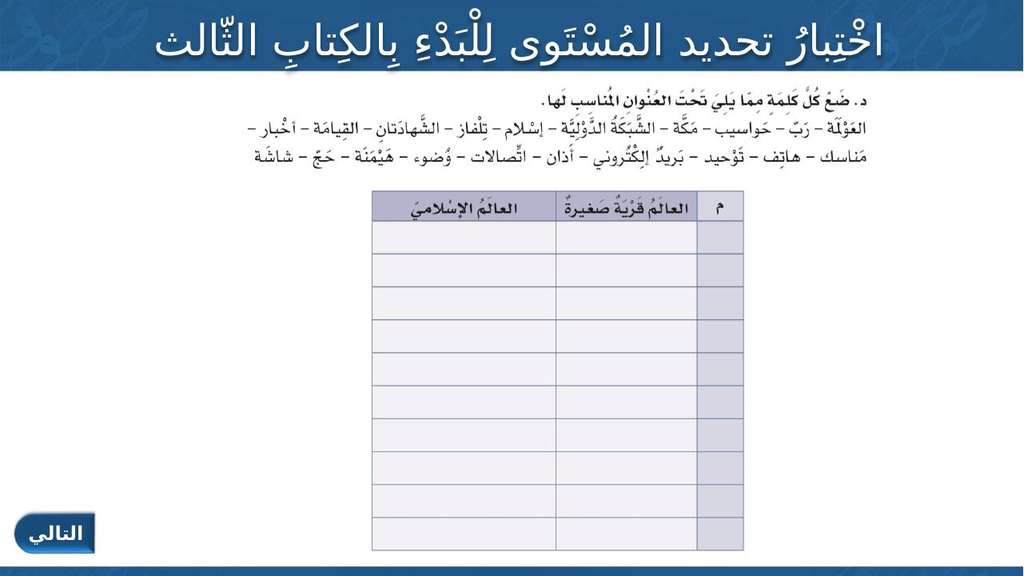 اخْتِبارُ تحديد المُسْتَوى لِلْبَدْءِ بِالكِتابِ الثّالث
د. ضَعْ كُلَّ كَلِمَةٍ مِمّا يَلِيَ تَحْتَ العُنْوانِ المُناسبِ لَها.
العَوْلَمَة – رَبّ – حَواسيب – مَكَّة – الشَّبَكَةُ الدَّوْلِيَّة – إسْلام – تِلْفاز – الشَّهادَتانِ – القِيامَة – أخْبار –
مَناسك – هاتِف – تَوْحيد – بَريدٌ إلِكْتُروني – أَذان – اتِّصالات – وُضوء – هَيْمَنَة – حَجّ – شاشَة
م العالَمُ قَرْيَةٌ صَغيرةٌ العالَمُ الإسْلاميَ
التالي